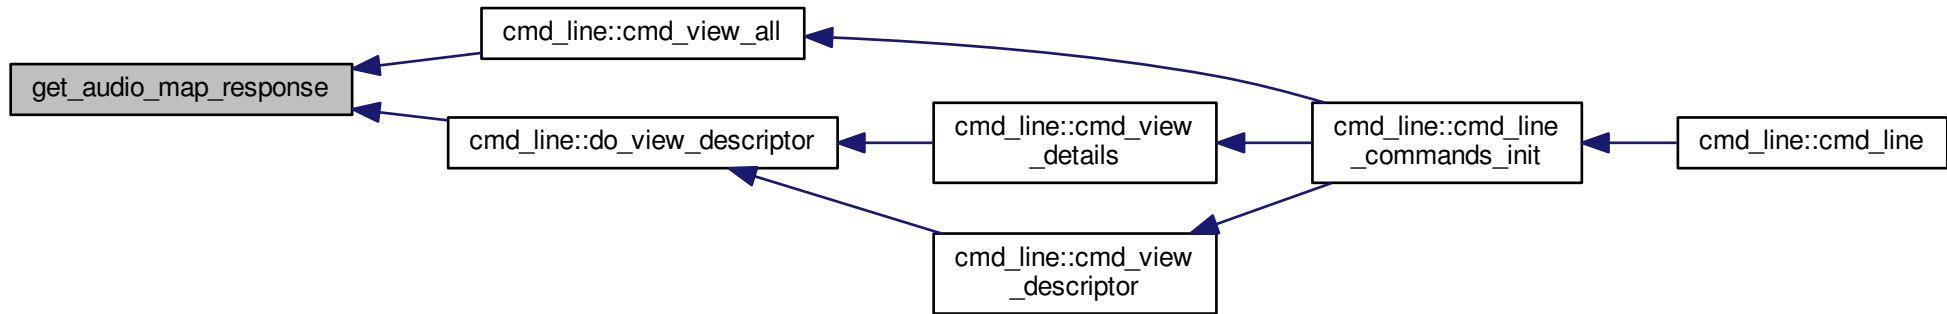 cmd_line::cmd_view_all
get_audio_map_response
cmd_line::do_view_descriptor
cmd_line::cmd_view
_details
cmd_line::cmd_line
_commands_init
cmd_line::cmd_line
cmd_line::cmd_view
_descriptor